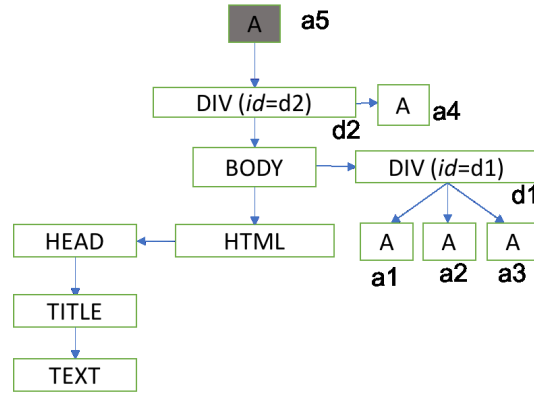 A a5
DIV (id=d2) A
d2 a4
BODY DIV (id=d1)
d1
HEAD HTML A A A
a1 a2 a3
TITLE
TEXT